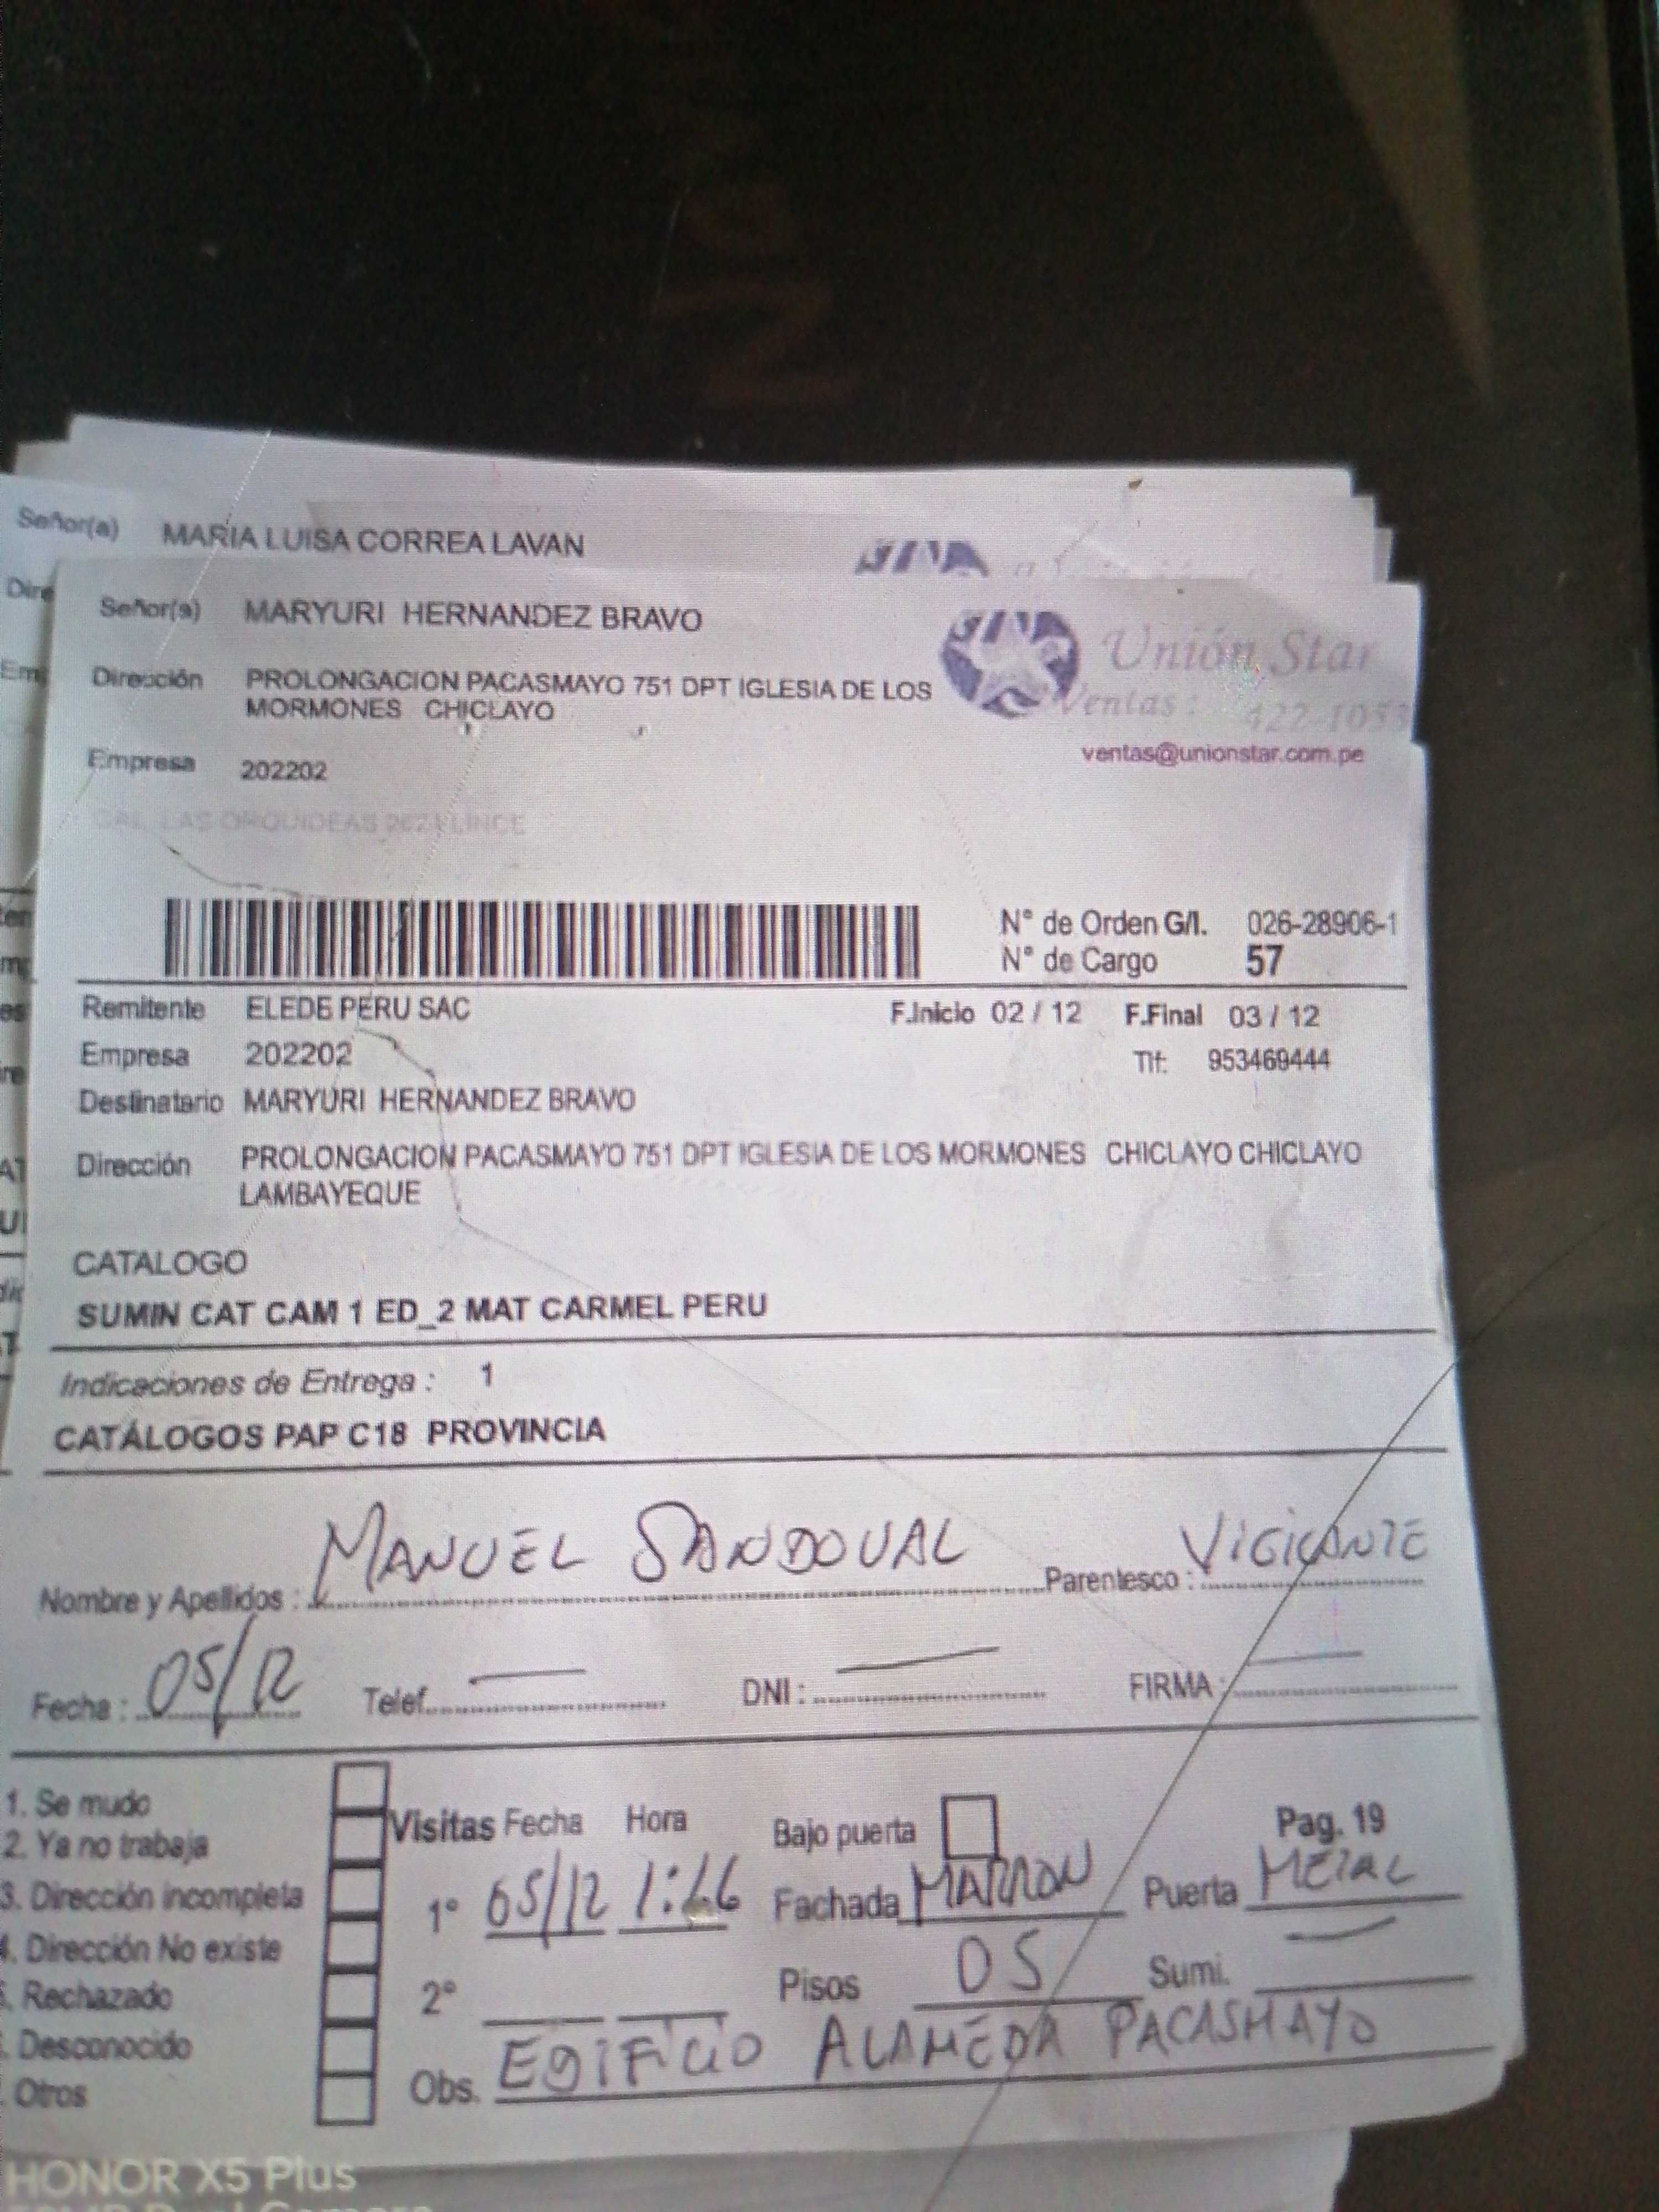 Señor(a) MARIA LUISA CORREA LAVAN
Señor(a) MARYURI HERNANDEZ BRAVO
Dirección PROLONGACION PACASMAYO 751 DPT IGLESIA DE LOS
MORMONES CHICLAYO
Unión Star
Ventas: 422-1053
ventas@unionstar.com.pe
Empresa 202202
N° de Orden G/I. 026-28906-1
N° de Cargo 57
Remitente ELEDE PERU SAC F.Inicio 02 / 12 F.Final 03 / 12
Empresa 202202 Tlf: 953469444
Destinatario MARYURI HERNANDEZ BRAVO
Dirección PROLONGACION PACASMAYO 751 DPT IGLESIA DE LOS MORMONES CHICLAYO CHICLAYO
LAMBAYEQUE
CATALOGO
SUMIN CAT CAM 1 ED_2 MAT CARMEL PERU
Indicaciones de Entrega : 1
CATÁLOGOS PAP C18 PROVINCIA
Nombre y Apellidos : MANUEL SANDOVAL Parentesco : VIGILANTE
Fecha : 05/12 Telef. DNI : FIRMA :
1. Se mudo
2. Ya no trabaja
3. Dirección incompleta
4. Dirección No existe
. Rechazado
. Desconocido
. Otros
Visitas Fecha Hora Bajo puerta Pag. 19
1° 05/12 Fachada MARRON Puerta METAL
2° Pisos 05 Sumi.
Obs. EDIFICIO ALAMEDA PACASMAYO
HONOR X5 Plus